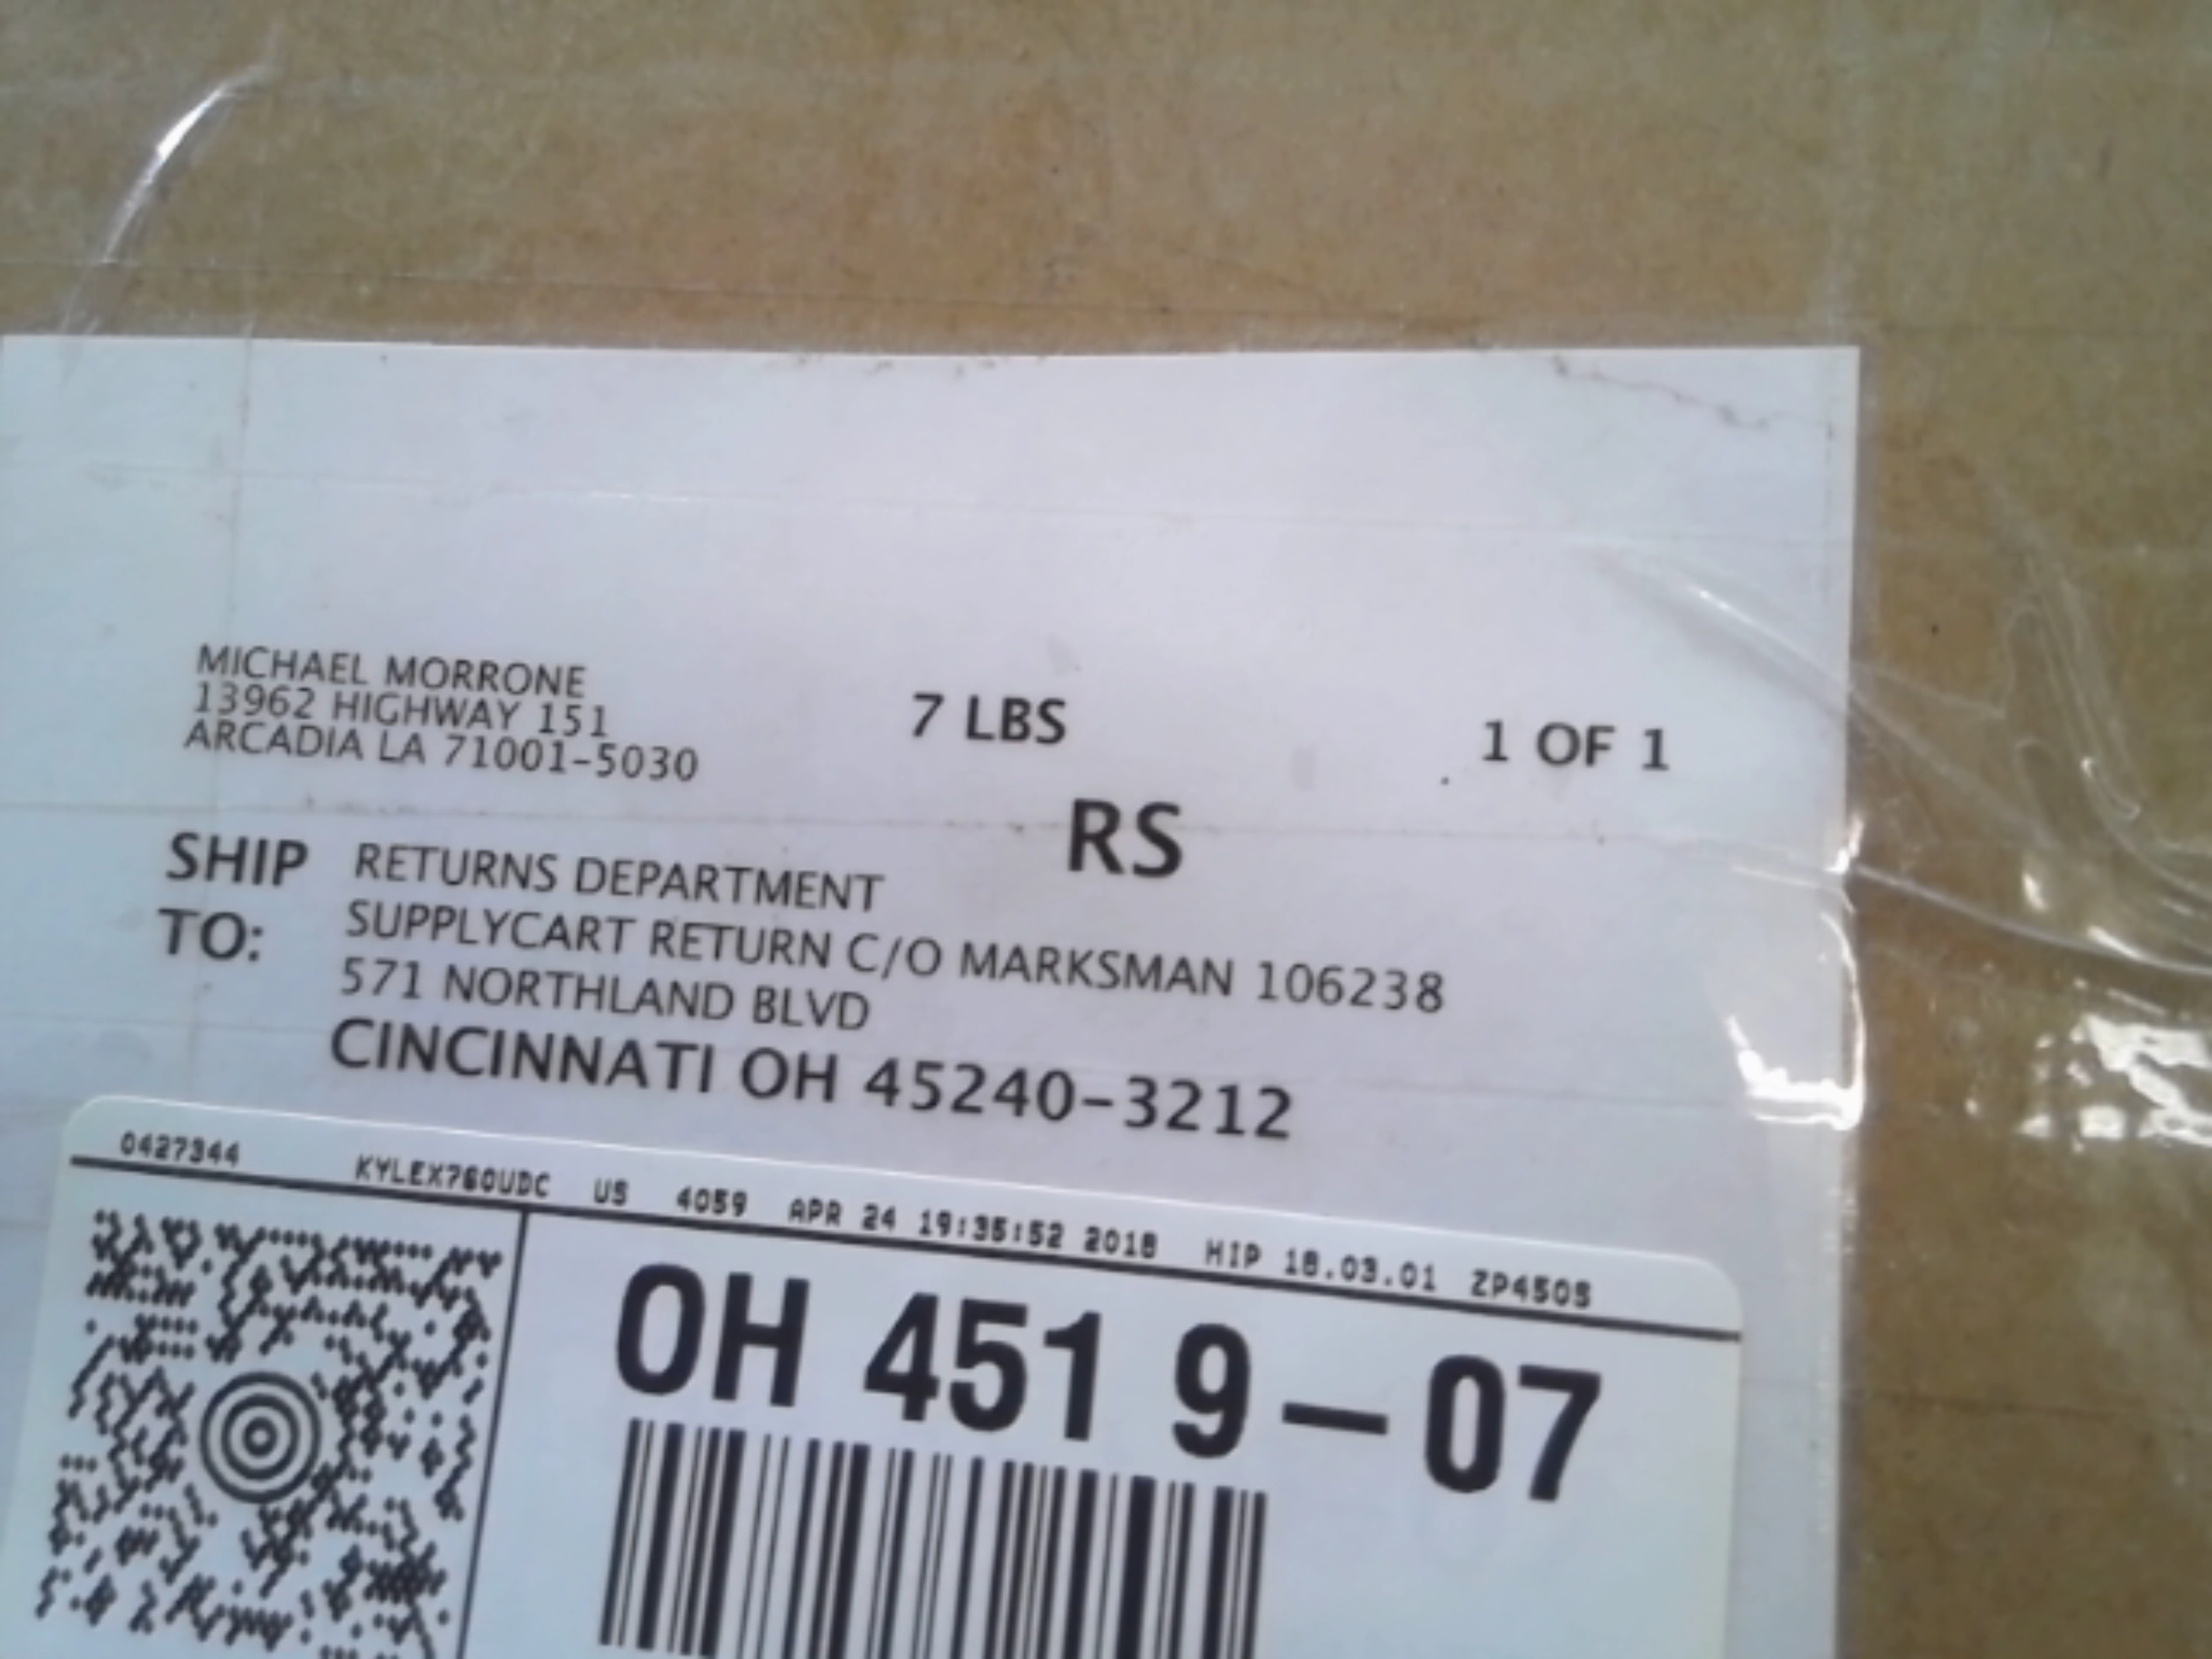 MICHAEL MORRONE
13962 HIGHWAY 151
ARCADIA LA 71001-5030
7 LBS
1 OF 1
RS
SHIP TO:
RETURNS DEPARTMENT
SUPPLYCART RETURN C/O MARKSMAN 106238
571 NORTHLAND BLVD
CINCINNATI OH 45240-3212
0427344 KYLEX760UDC US 4059 APR 24 19:35:52 2018 HIP 18.03.01 ZP450S
OH 451 9-07